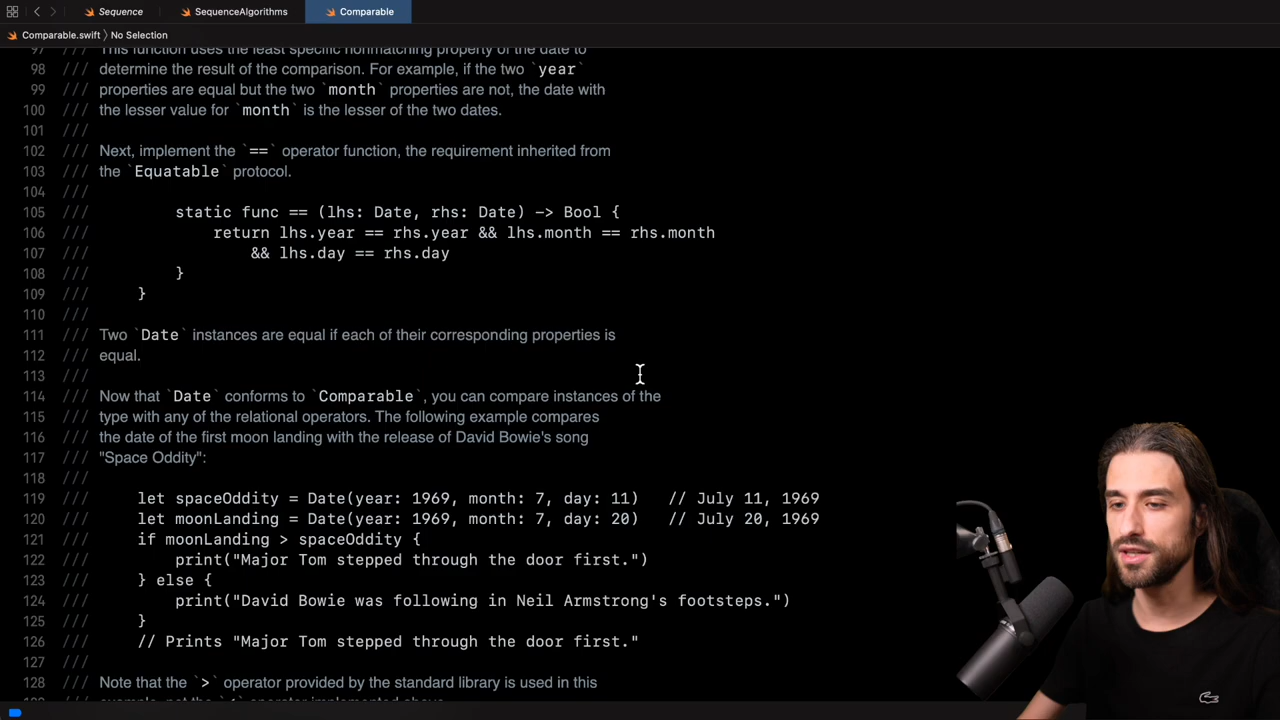 Sequence
SequenceAlgorithms
Comparable
Comparable.swift 〉 No Selection
97 /// This function uses the least specific nonmatching property of the date to
98 /// determine the result of the comparison. For example, if the two `year`
99 /// properties are equal but the two `month` properties are not, the date with
100 /// the lesser value for `month` is the lesser of the two dates.
101 ///
102 /// Next, implement the `==` operator function, the requirement inherited from
103 /// the `Equatable` protocol.
104 ///
105 /// static func == (lhs: Date, rhs: Date) -> Bool {
106 /// return lhs.year == rhs.year && lhs.month == rhs.month
107 /// && lhs.day == rhs.day
108 /// }
109 /// }
110 ///
111 /// Two `Date` instances are equal if each of their corresponding properties is
112 /// equal.
113 ///
114 /// Now that `Date` conforms to `Comparable`, you can compare instances of the
115 /// type with any of the relational operators. The following example compares
116 /// the date of the first moon landing with the release of David Bowie's song
117 /// "Space Oddity":
118 ///
119 /// let spaceOddity = Date(year: 1969, month: 7, day: 11) // July 11, 1969
120 /// let moonLanding = Date(year: 1969, month: 7, day: 20) // July 20, 1969
121 /// if moonLanding > spaceOddity {
122 /// print("Major Tom stepped through the door first.")
123 /// } else {
124 /// print("David Bowie was following in Neil Armstrong's footsteps.")
125 /// }
126 /// // Prints "Major Tom stepped through the door first."
127 ///
128 /// Note that the `>` operator provided by the standard library is used in this
129 /// example, not the `<` operator implemented above.